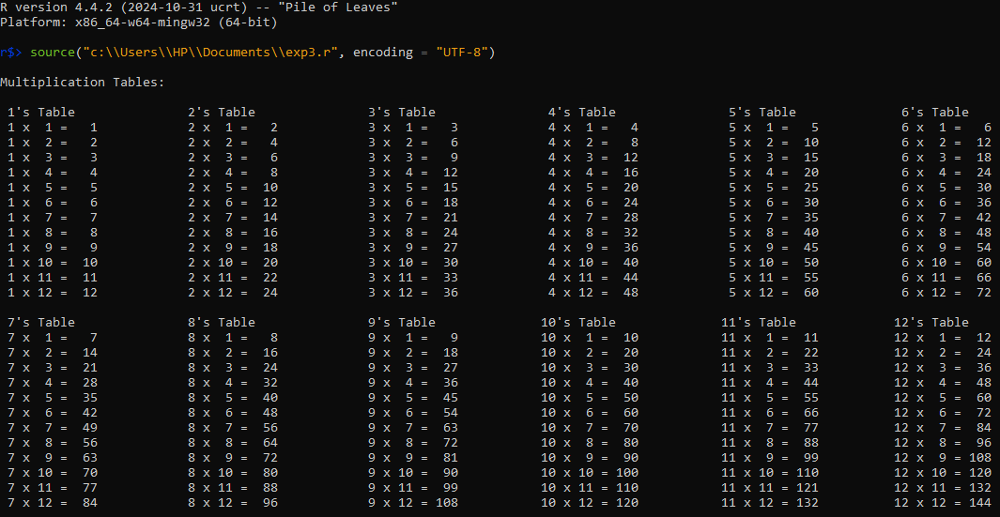 R version 4.4.2 (2024-10-31 ucrt) -- "Pile of Leaves"
Platform: x86_64-w64-mingw32 (64-bit)
r$> source("c:\\Users\\HP\\Documents\\exp3.r", encoding = "UTF-8")
Multiplication Tables:
1's Table 2's Table 3's Table 4's Table 5's Table 6's Table
1 x 1 = 1 2 x 1 = 2 3 x 1 = 3 4 x 1 = 4 5 x 1 = 5 6 x 1 = 6
1 x 2 = 2 2 x 2 = 4 3 x 2 = 6 4 x 2 = 8 5 x 2 = 10 6 x 2 = 12
1 x 3 = 3 2 x 3 = 6 3 x 3 = 9 4 x 3 = 12 5 x 3 = 15 6 x 3 = 18
1 x 4 = 4 2 x 4 = 8 3 x 4 = 12 4 x 4 = 16 5 x 4 = 20 6 x 4 = 24
1 x 5 = 5 2 x 5 = 10 3 x 5 = 15 4 x 5 = 20 5 x 5 = 25 6 x 5 = 30
1 x 6 = 6 2 x 6 = 12 3 x 6 = 18 4 x 6 = 24 5 x 6 = 30 6 x 6 = 36
1 x 7 = 7 2 x 7 = 14 3 x 7 = 21 4 x 7 = 28 5 x 7 = 35 6 x 7 = 42
1 x 8 = 8 2 x 8 = 16 3 x 8 = 24 4 x 8 = 32 5 x 8 = 40 6 x 8 = 48
1 x 9 = 9 2 x 9 = 18 3 x 9 = 27 4 x 9 = 36 5 x 9 = 45 6 x 9 = 54
1 x 10 = 10 2 x 10 = 20 3 x 10 = 30 4 x 10 = 40 5 x 10 = 50 6 x 10 = 60
1 x 11 = 11 2 x 11 = 22 3 x 11 = 33 4 x 11 = 44 5 x 11 = 55 6 x 11 = 66
1 x 12 = 12 2 x 12 = 24 3 x 12 = 36 4 x 12 = 48 5 x 12 = 60 6 x 12 = 72
7's Table 8's Table 9's Table 10's Table 11's Table 12's Table
7 x 1 = 7 8 x 1 = 8 9 x 1 = 9 10 x 1 = 10 11 x 1 = 11 12 x 1 = 12
7 x 2 = 14 8 x 2 = 16 9 x 2 = 18 10 x 2 = 20 11 x 2 = 22 12 x 2 = 24
7 x 3 = 21 8 x 3 = 24 9 x 3 = 27 10 x 3 = 30 11 x 3 = 33 12 x 3 = 36
7 x 4 = 28 8 x 4 = 32 9 x 4 = 36 10 x 4 = 40 11 x 4 = 44 12 x 4 = 48
7 x 5 = 35 8 x 5 = 40 9 x 5 = 45 10 x 5 = 50 11 x 5 = 55 12 x 5 = 60
7 x 6 = 42 8 x 6 = 48 9 x 6 = 54 10 x 6 = 60 11 x 6 = 66 12 x 6 = 72
7 x 7 = 49 8 x 7 = 56 9 x 7 = 63 10 x 7 = 70 11 x 7 = 77 12 x 7 = 84
7 x 8 = 56 8 x 8 = 64 9 x 8 = 72 10 x 8 = 80 11 x 8 = 88 12 x 8 = 96
7 x 9 = 63 8 x 9 = 72 9 x 9 = 81 10 x 9 = 90 11 x 9 = 99 12 x 9 = 108
7 x 10 = 70 8 x 10 = 80 9 x 10 = 90 10 x 10 = 100 11 x 10 = 110 12 x 10 = 120
7 x 11 = 77 8 x 11 = 88 9 x 11 = 99 10 x 11 = 110 11 x 11 = 121 12 x 11 = 132
7 x 12 = 84 8 x 12 = 96 9 x 12 = 108 10 x 12 = 120 11 x 12 = 132 12 x 12 = 144